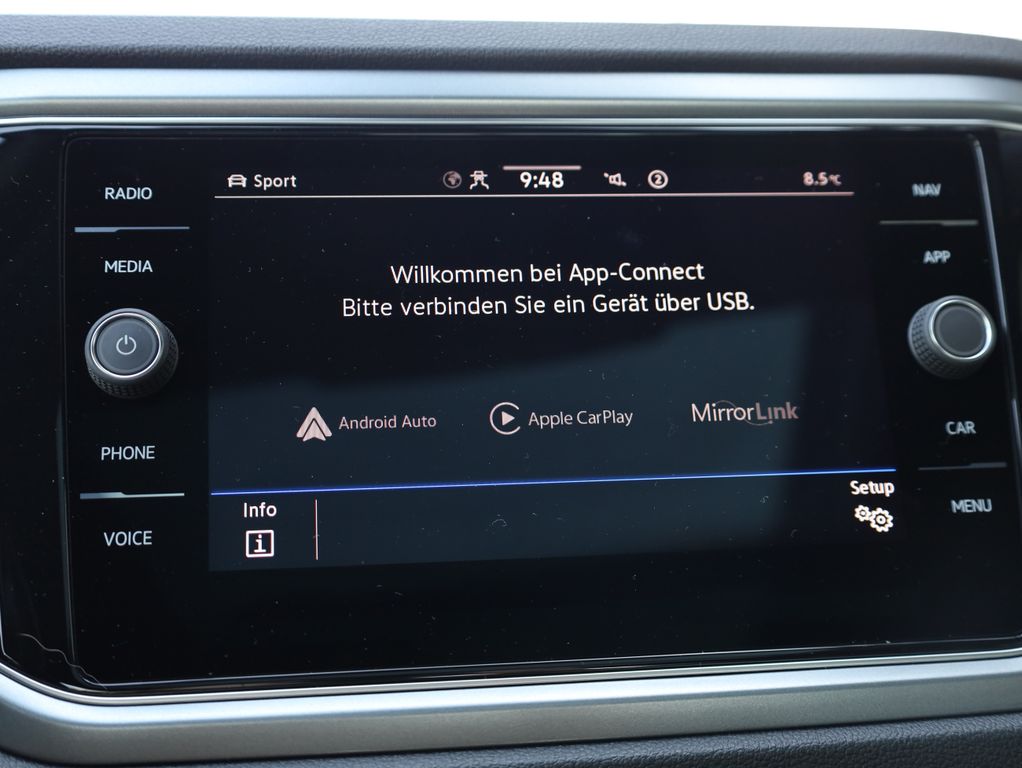 RADIO
MEDIA
PHONE
VOICE
Sport
9:48
2
8.5°C
Willkommen bei App-Connect
Bitte verbinden Sie ein Gerät über USB.
Android Auto
Apple CarPlay
MirrorLink
Info
i
Setup
NAV
APP
CAR
MENU